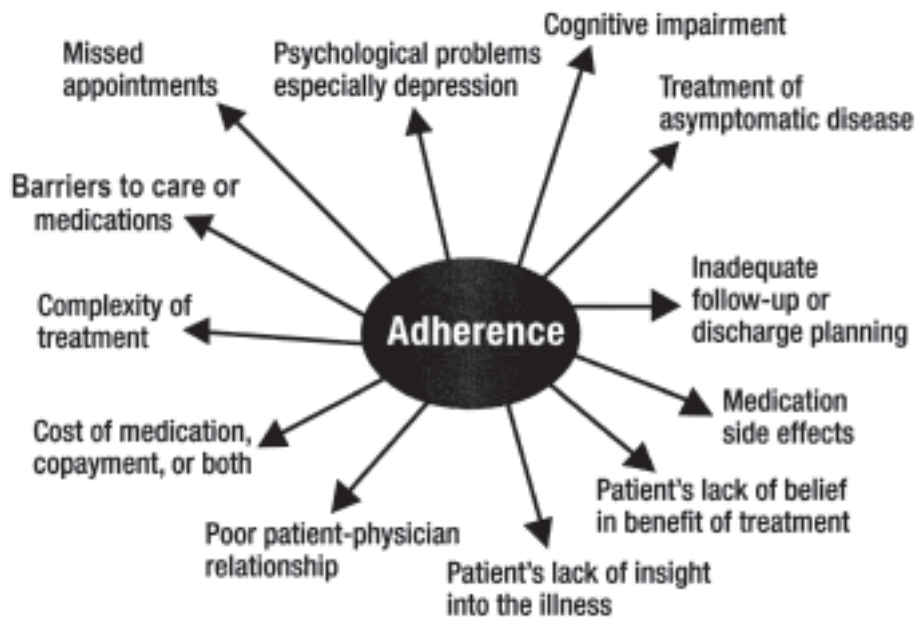 Cognitive impairment
Missed
appointments
Psychological problems
especially depression
Treatment of
asymptomatic disease
Barriers to care or
medications
Inadequate
follow-up or
discharge planning
Complexity of
treatment
Adherence
Medication
side effects
Cost of medication,
copayment, or both
Patient's lack of belief
in benefit of treatment
Poor patient-physician
relationship
Patient's lack of insight
into the illness